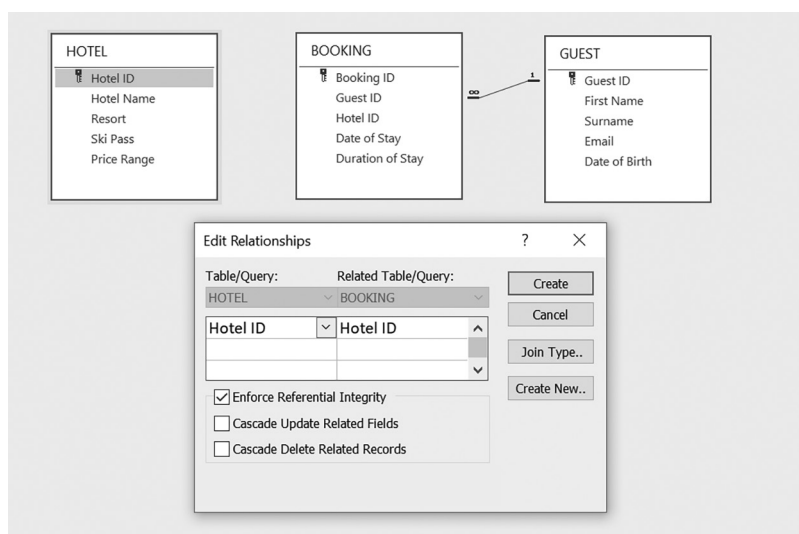 HOTEL
Hotel ID
Hotel Name
Resort
Ski Pass
Price Range
BOOKING
Booking ID
Guest ID
Hotel ID
Date of Stay
Duration of Stay
∞
1
GUEST
Guest ID
First Name
Surname
Email
Date of Birth
Edit Relationships
?
Table/Query: Related Table/Query:
HOTEL BOOKING
Hotel ID Hotel ID
Enforce Referential Integrity
Cascade Update Related Fields
Cascade Delete Related Records
Create
Cancel
Join Type..
Create New..